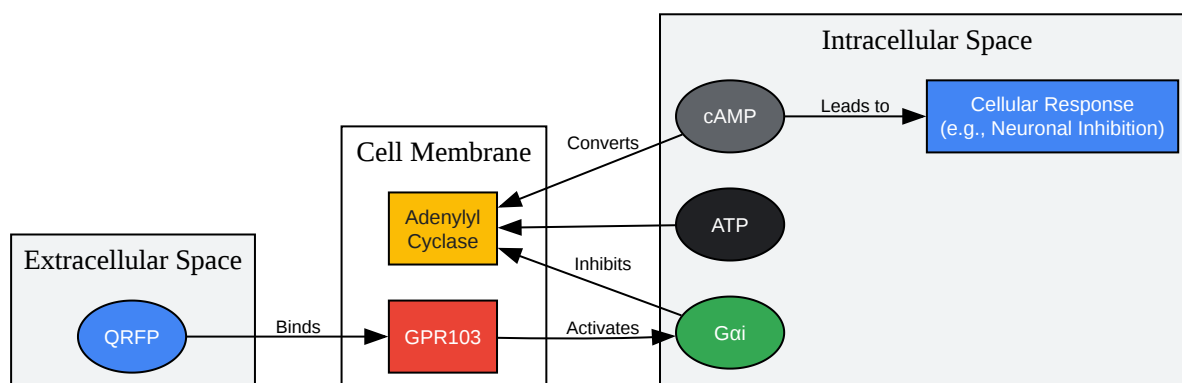 Intracellular Space
cAMP
Leads to
Cellular Response
(e.g., Neuronal Inhibition)
Converts
Cell Membrane
Adenylyl
Cyclase
ATP
Extracellular Space
Inhibits
QRFP
Binds
GPR103
Activates
Gαi